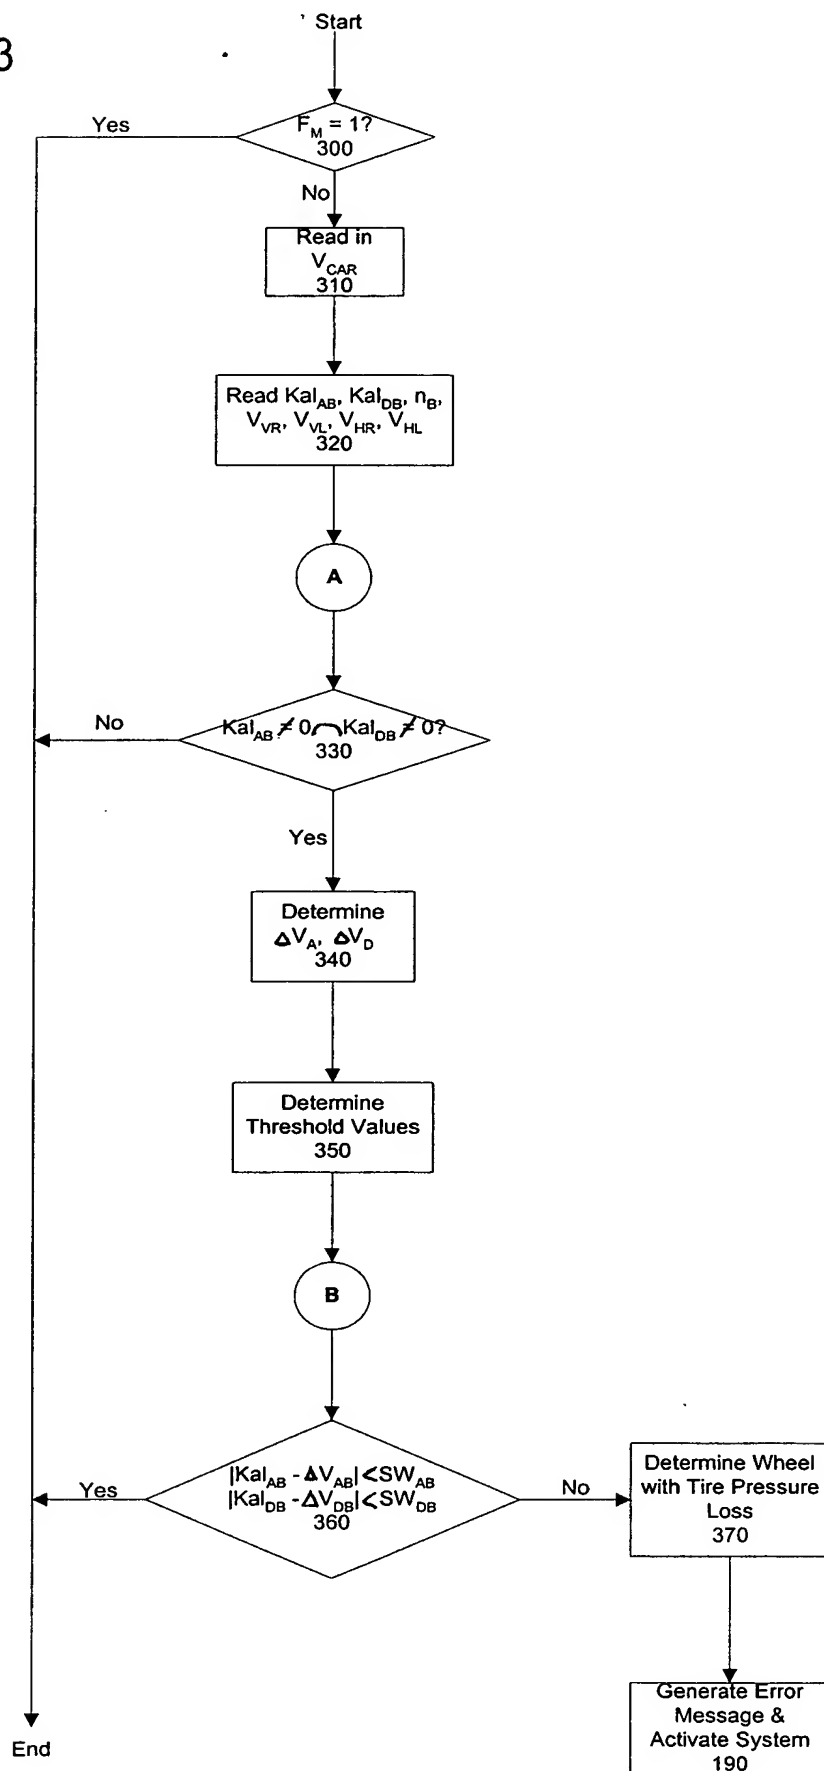 3
Start
Yes
F_M = 1?
300
No
Read in
V_CAR
310
Read Kal_AB, Kal_DB, n_B,
V_VR, V_VL, V_HR, V_HL
320
A
No
Kal_AB ≠ 0 ⌒ Kal_DB ≠ 0?
330
Yes
Determine
ΔV_A, ΔV_D
340
Determine
Threshold Values
350
B
Yes
|Kal_AB - ΔV_AB| < SW_AB
|Kal_DB - ΔV_DB| < SW_DB
360
No
Determine Wheel
with Tire Pressure
Loss
370
Generate Error
Message &
Activate System
190
End